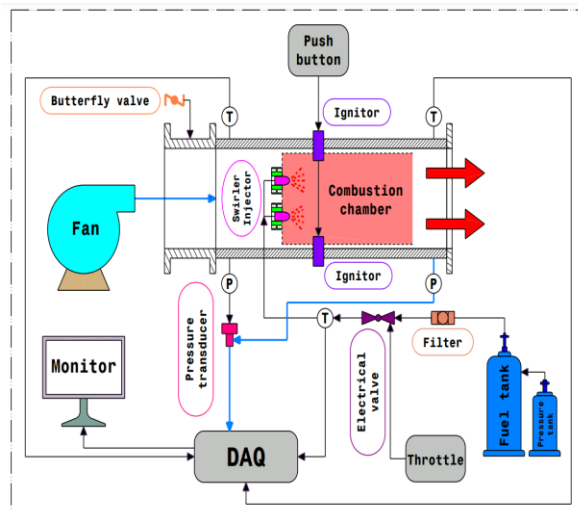 Push
button
Butterfly valve
T
T
Ignitor
Swirler
Injector
Combustion
chamber
Fan
Ignitor
P
P
Pressure
transducer
T
Filter
Monitor
Electrical
valve
Fuel tank
Pressure
tank
DAQ
Throttle